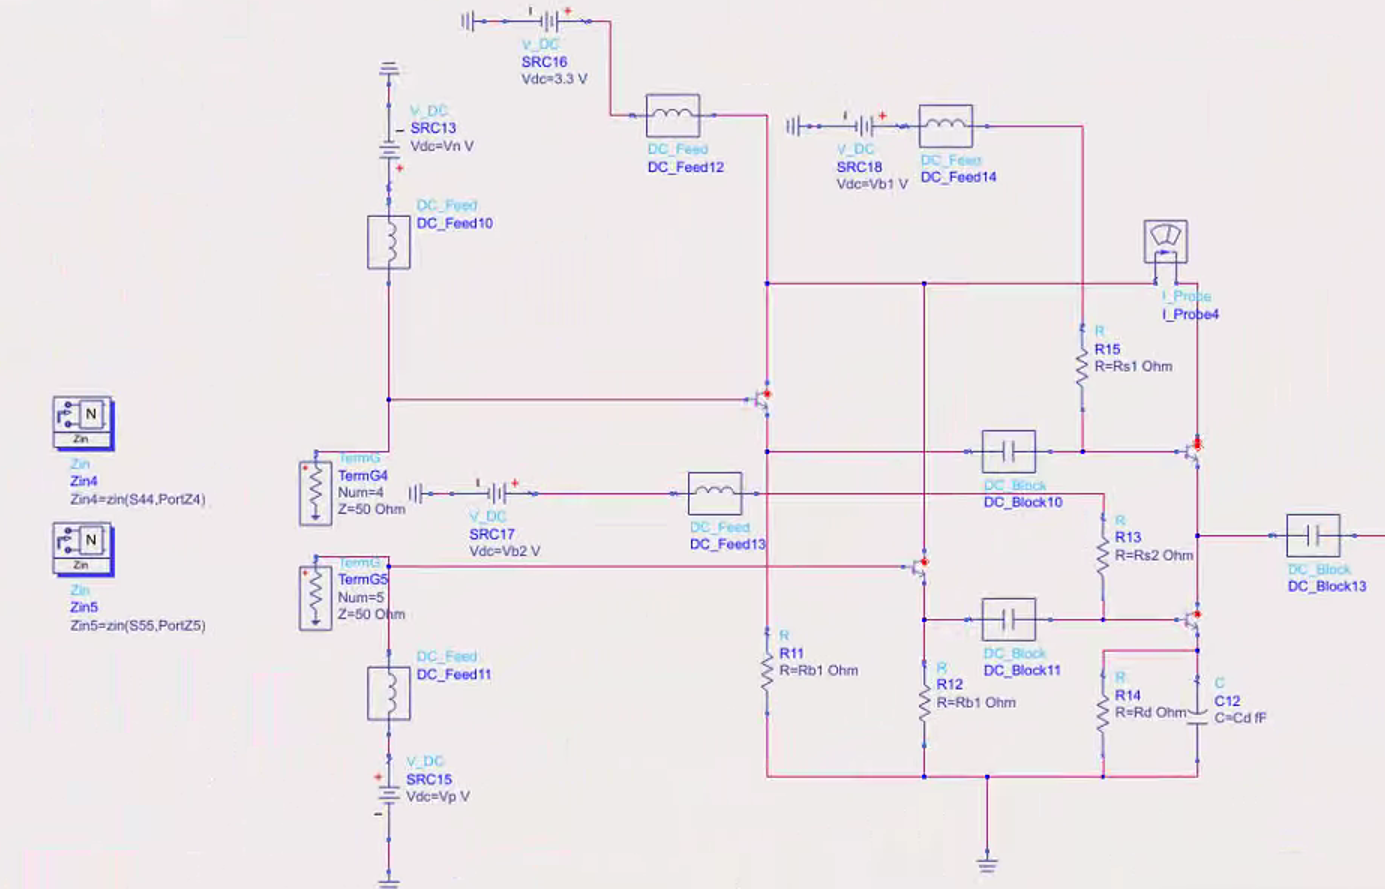 V_DC
SRC16
Vdc=3.3 V
V_DC
SRC13
Vdc=Vn V
DC_Feed
DC_Feed12
V_DC
SRC18
Vdc=Vb1 V
DC_Feed
DC_Feed14
DC_Feed
DC_Feed10
I_Probe
I_Probe4
R
R15
R=Rs1 Ohm
N
Zin
Zin
Zin4
Zin4=zin(S44,PortZ4)
TermG
TermG4
Num=4
Z=50 Ohm
V_DC
SRC17
Vdc=Vb2 V
DC_Feed
DC_Feed13
DC_Block
DC_Block10
R
R13
R=Rs2 Ohm
N
Zin
Zin
Zin5
Zin5=zin(S55,PortZ5)
TermG
TermG5
Num=5
Z=50 Ohm
DC_Block
DC_Block13
DC_Feed
DC_Feed11
R
R11
R=Rb1 Ohm
R
R12
R=Rb1 Ohm
DC_Block
DC_Block11
R
R14
R=Rd Ohm
C
C12
C=Cd fF
V_DC
SRC15
Vdc=Vp V